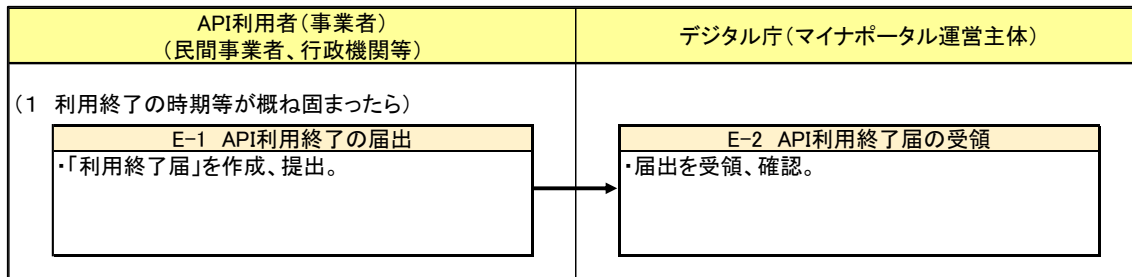 API利用者(事業者)
(民間事業者、行政機関等)
デジタル庁(マイナポータル運営主体)
(1 利用終了の時期等が概ね固まったら)
E-1 API利用終了の届出
・「利用終了届」を作成、提出。
E-2 API利用終了届の受領
・届出を受領、確認。